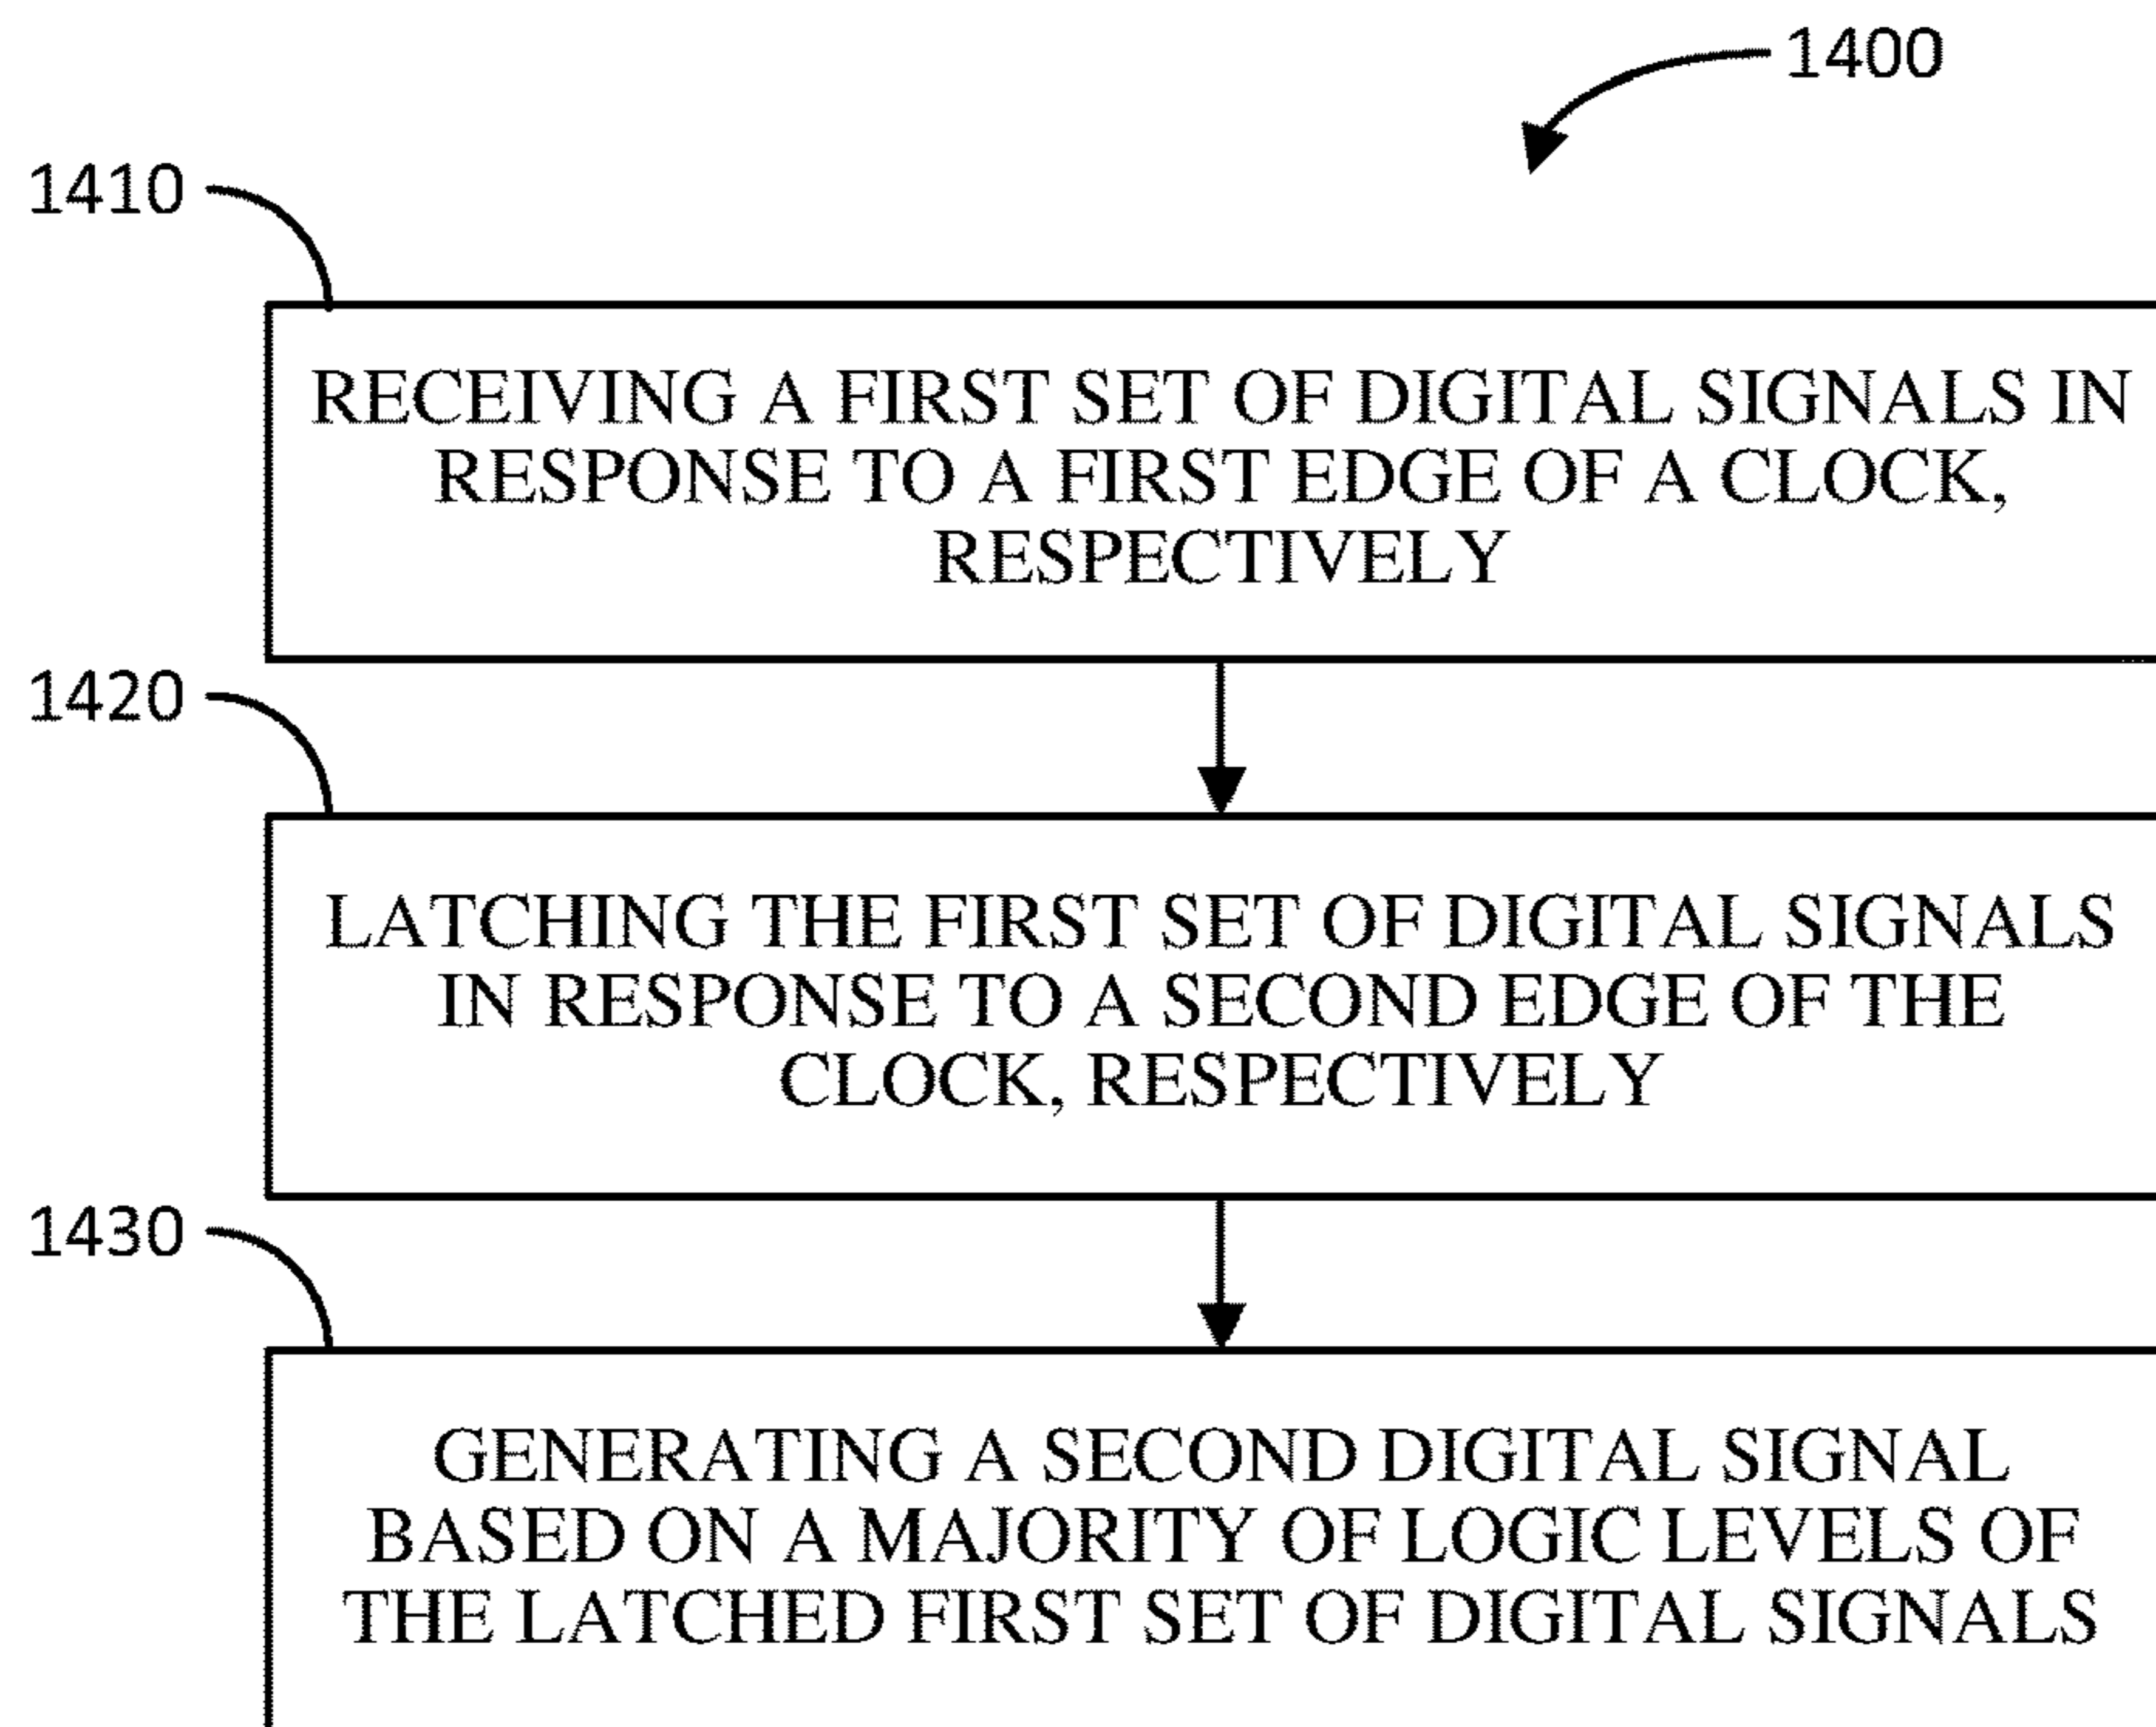 1400
1410
RECEIVING A FIRST SET OF DIGITAL SIGNALS IN
RESPONSE TO A FIRST EDGE OF A CLOCK,
RESPECTIVELY
1420
LATCHING THE FIRST SET OF DIGITAL SIGNALS
IN RESPONSE TO A SECOND EDGE OF THE
CLOCK, RESPECTIVELY
1430
GENERATING A SECOND DIGITAL SIGNAL
BASED ON A MAJORITY OF LOGIC LEVELS OF
THE LATCHED FIRST SET OF DIGITAL SIGNALS